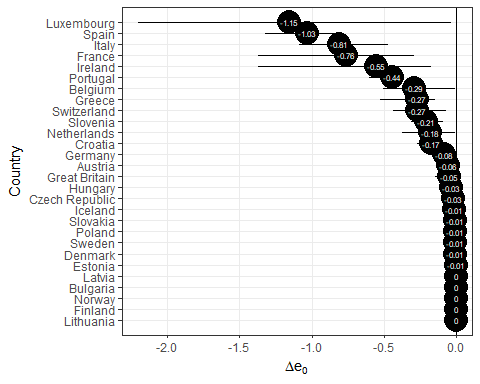 Luxembourg -1.15
Spain -1.03
Italy -0.81
France -0.76
Ireland -0.55
Portugal -0.44
Belgium -0.29
Greece -0.27
Switzerland -0.27
Slovenia -0.21
Netherlands -0.18
Croatia -0.17
Germany -0.08
Austria -0.06
Great Britain -0.05
Hungary -0.03
Czech Republic -0.03
Iceland -0.01
Slovakia -0.01
Poland -0.01
Sweden -0.01
Denmark -0.01
Estonia -0.01
Latvia 0
Bulgaria 0
Norway 0
Finland 0
Lithuania 0
Country
-2.0 -1.5 -1.0 -0.5 0.0
Δe₀